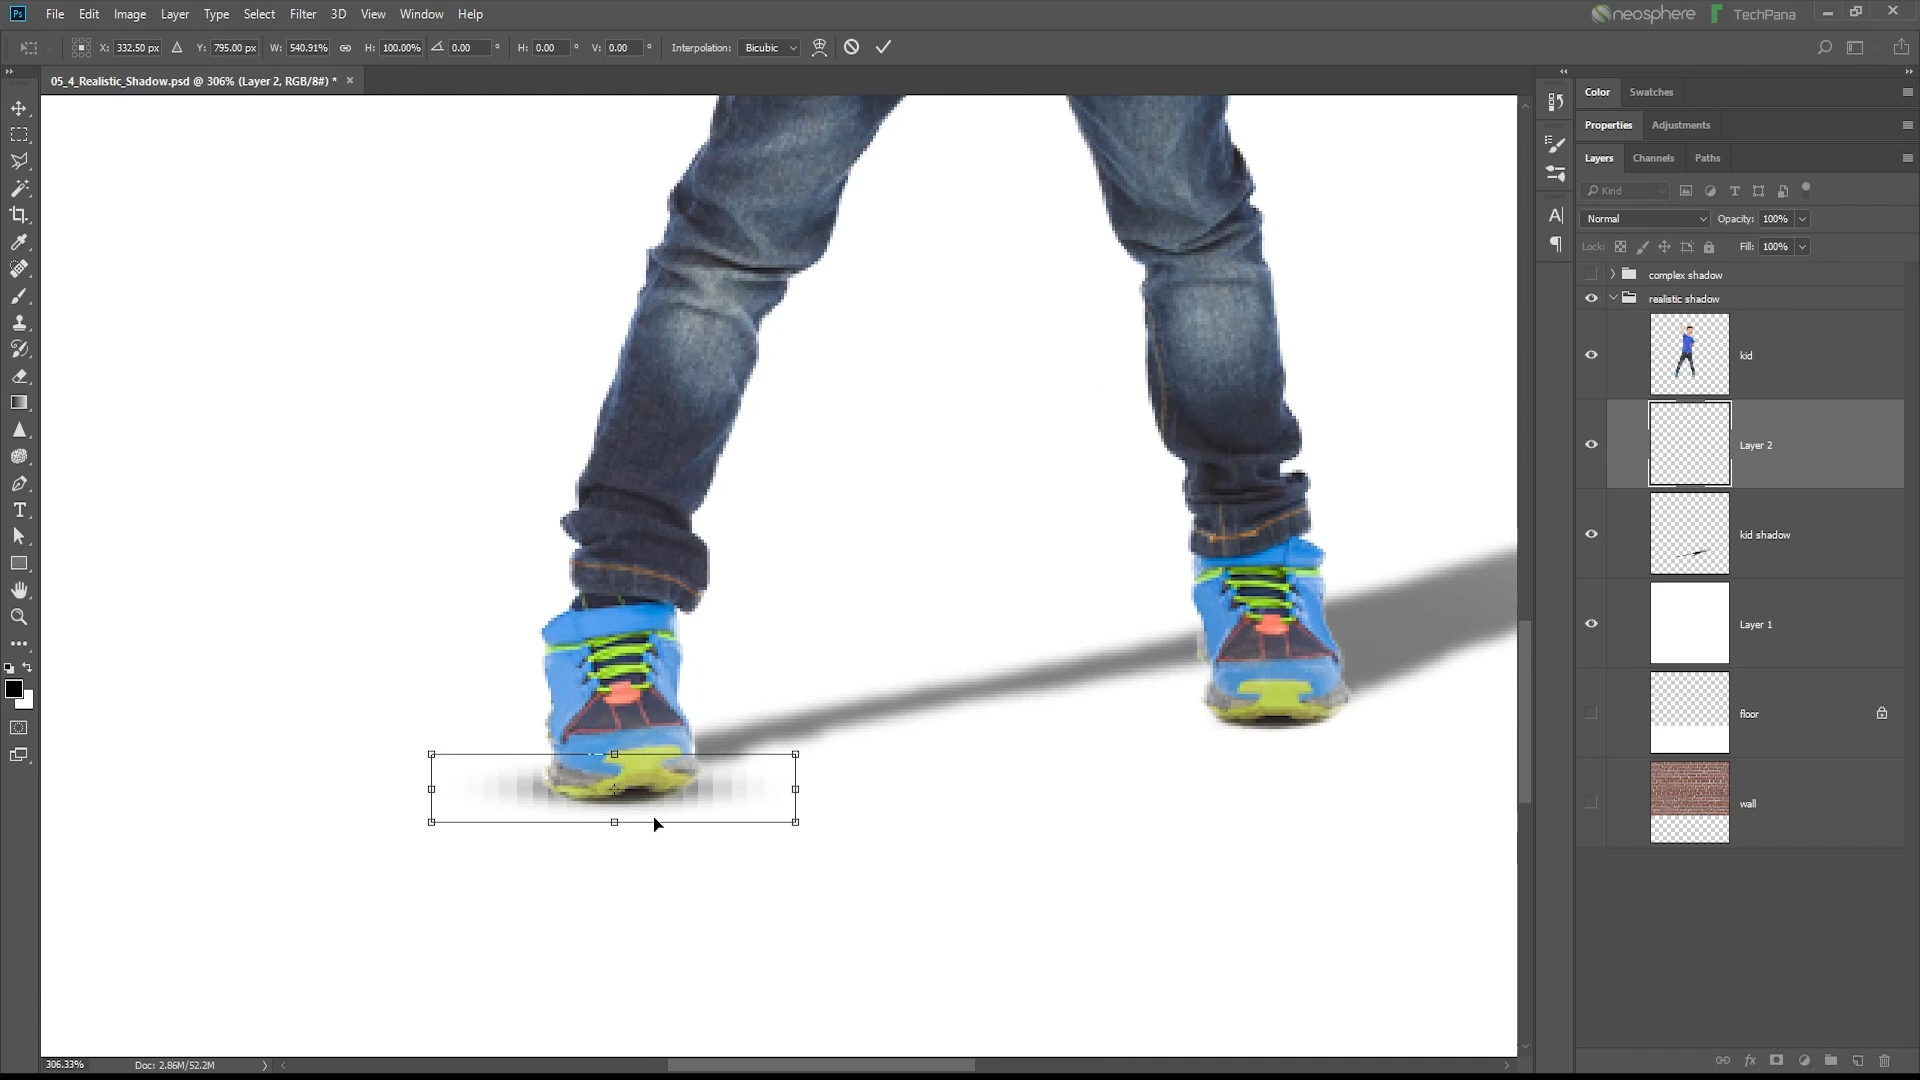 Ps File Edit Image Layer Type Select Filter 3D View Window Help neosphere TechPana
X: 332.50 px Y: 795.00 px W: 540.91% H: 100.00% 0.00 ° H: 0.00 ° V: 0.00 ° Interpolation: Bicubic
05_4_Realistic_Shadow.psd @ 306% (Layer 2, RGB/8#) * ×
Color Swatches
Properties Adjustments
Layers Channels Paths
Kind
Normal Opacity: 100%
Lock: Fill: 100%
complex shadow
realistic shadow
kid
Layer 2
kid shadow
Layer 1
floor
wall
306.33% Doc: 2.86M/52.2M